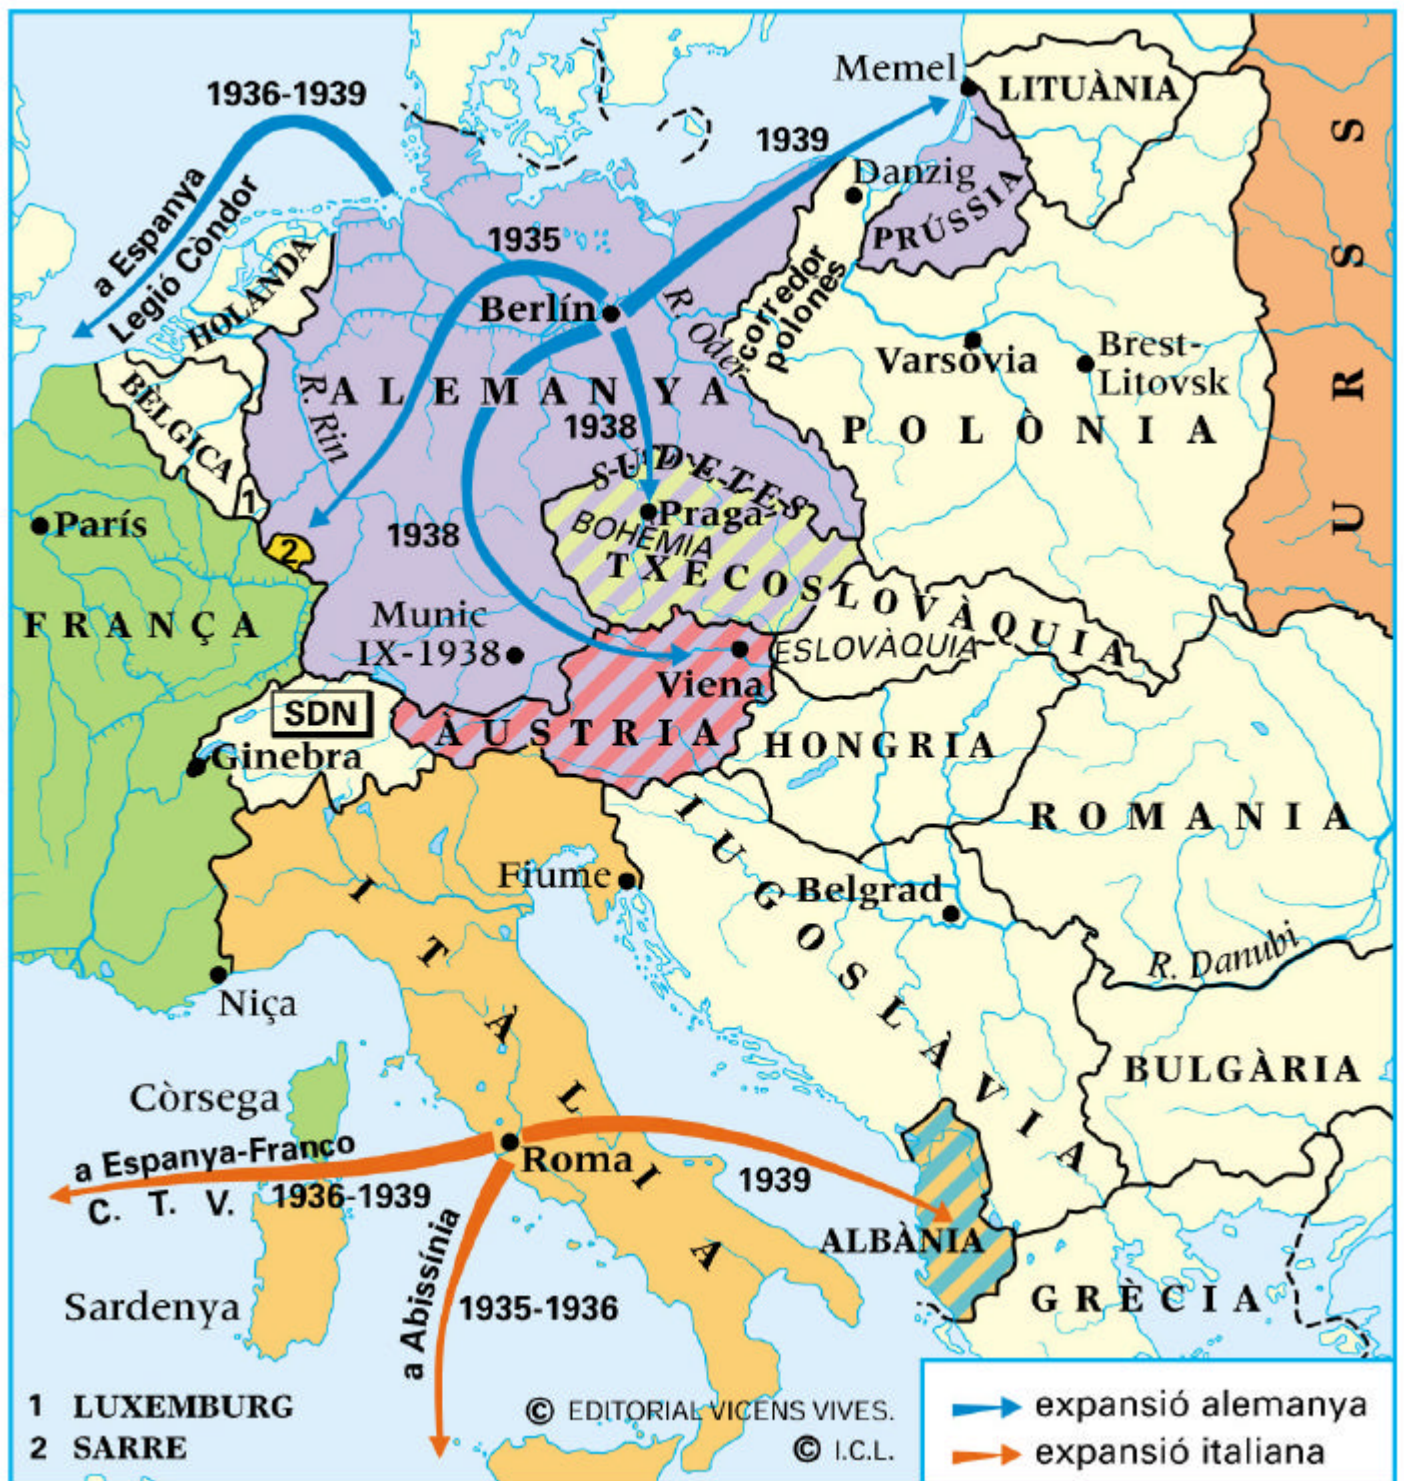 1936-1939
a Espanya
Legió Còndor
Memel
LITUÀNIA
1939
Danzig
PRÚSSIA
corredor
polones
U R S S
HOLANDA
1935
Berlín
R. Oder
Varsòvia
Brest-
Litovsk
BÈLGICA
R. Rin
ALEMANYA
POLÒNIA
1938
SUDETES
1
París
2
1938
Praga
BOHÈMIA
TXECOSLOVÀQUIA
ESLOVÀQUIA
FRANÇA
Munic
IX-1938
Viena
SDN
Ginebra
ÀUSTRIA
HONGRIA
ROMANIA
IUGOSLÀVIA
Fiume
Belgrad
ITÀLIA
R. Danubi
Niça
BULGÀRIA
Còrsega
a Espanya-Franco
C. T. V.
1936-1939
Roma
1939
ALBÀNIA
a Abissínia
1935-1936
Sardenya
GRÈCIA
1 LUXEMBURG
2 SARRE
© EDITORIAL VICENS VIVES.
© I.C.L.
expansió alemanya
expansió italiana